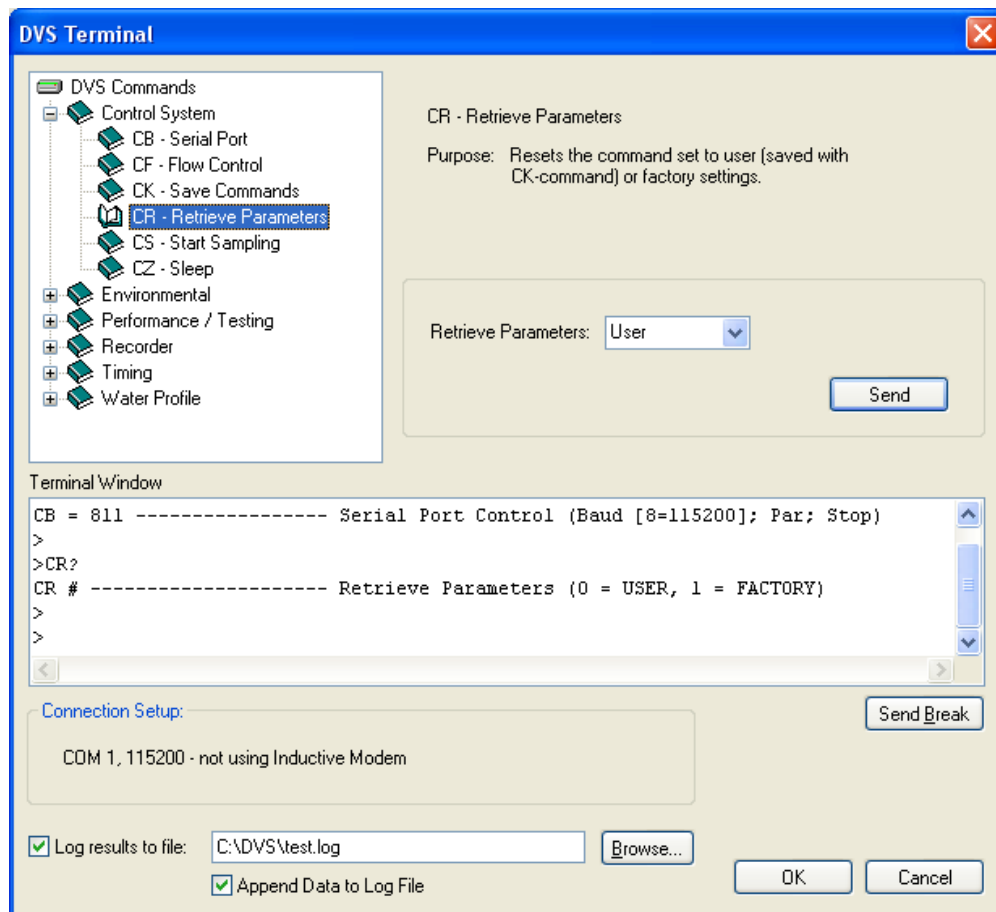 DVS Terminal
DVS Commands
Control System
CB - Serial Port
CF - Flow Control
CK - Save Commands
CR - Retrieve Parameters
CS - Start Sampling
CZ - Sleep
Environmental
Performance / Testing
Recorder
Timing
Water Profile
CR - Retrieve Parameters
Purpose: Resets the command set to user (saved with
CK-command) or factory settings.
Retrieve Parameters: User
Send
Terminal Window
CB = 811 ----------------- Serial Port Control (Baud [8=115200]; Par; Stop)
>
>CR?
CR # -------------------- Retrieve Parameters (0 = USER, 1 = FACTORY)
>
>
Connection Setup:
Send Break
COM 1, 115200 - not using Inductive Modem
Log results to file: C:\DVS\test.log Browse...
Append Data to Log File
OK Cancel